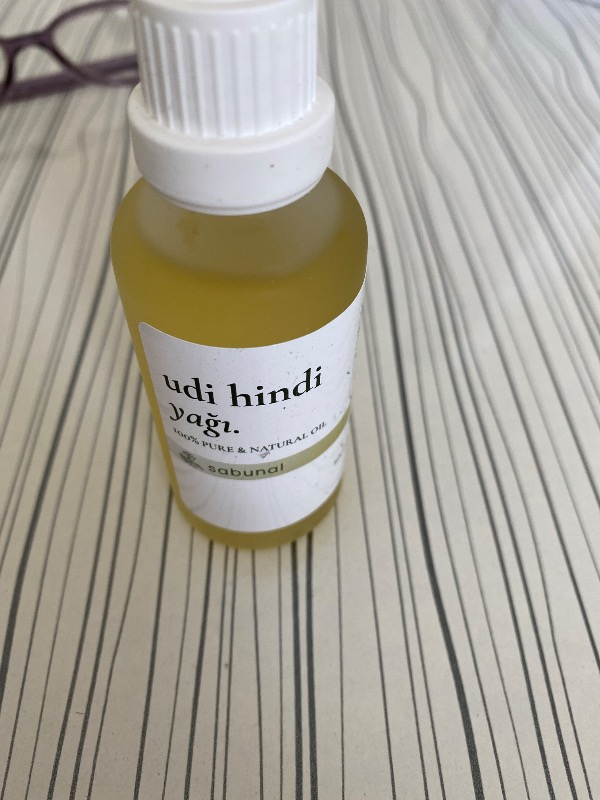 udi hindi
yağı.
100% PURE & NATURAL OIL
sabunal